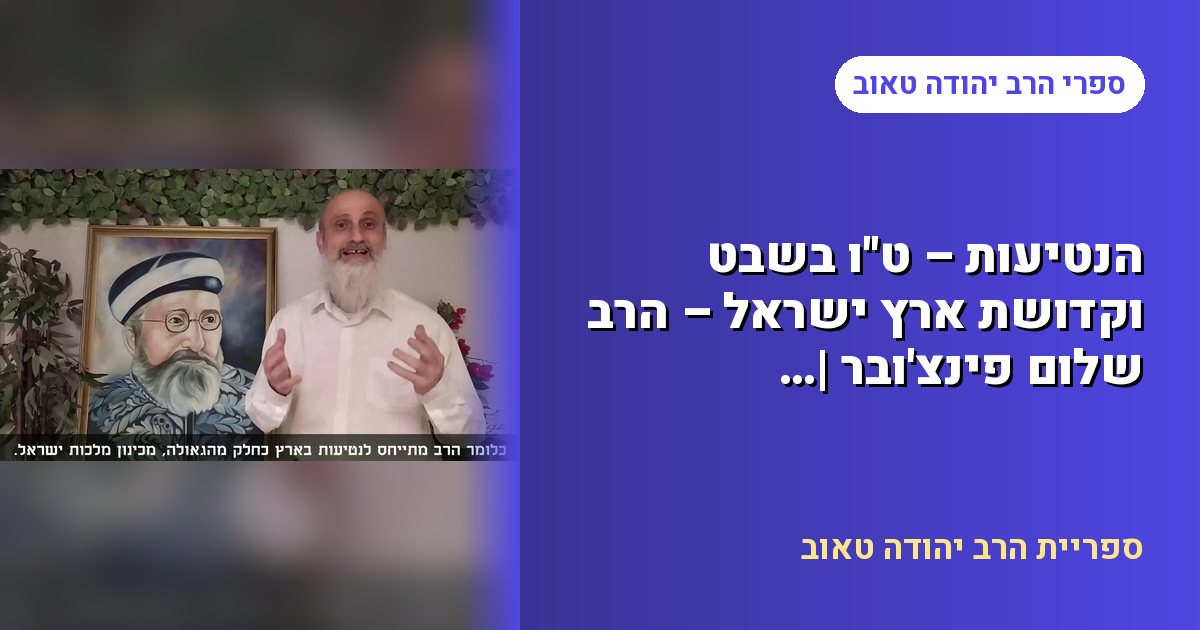 ספרי הרב יהודה טאוב
הנטיעות – ט"ו בשבט
וקדושת ארץ ישראל – הרב
שלום פינצ'ובר |...
כלומר הרב מתייחס לנטיעות בארץ כחלק מהגאולה, מכינון מלכות ישראל.
ספריית הרב יהודה טאוב